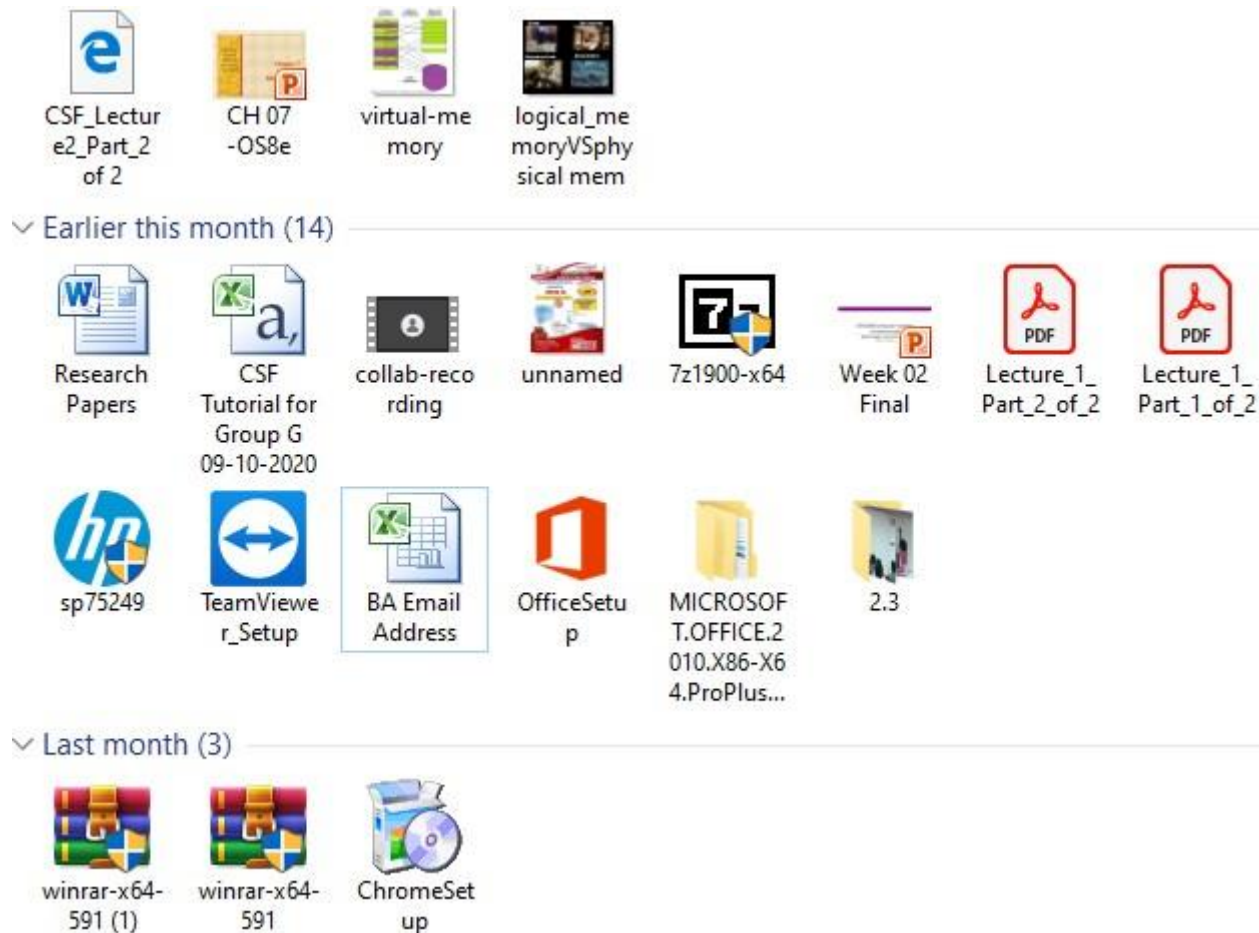 CSF_Lectur
e2_Part_2
of 2
CH 07
-OS8e
virtual-me
mory
logical_me
moryVSphy
sical mem
Earlier this month (14)
Research
Papers
CSF
Tutorial for
Group G
09-10-2020
collab-reco
rding
unnamed
7z1900-x64
Week 02
Final
Lecture_1_
Part_2_of_2
Lecture_1_
Part_1_of_2
PDF
PDF
sp75249
TeamViewe
r_Setup
BA Email
Address
OfficeSetu
p
MICROSOF
T.OFFICE.2
010.X86-X6
4.ProPlus...
2.3
Last month (3)
winrar-x64-
591 (1)
winrar-x64-
591
ChromeSet
up